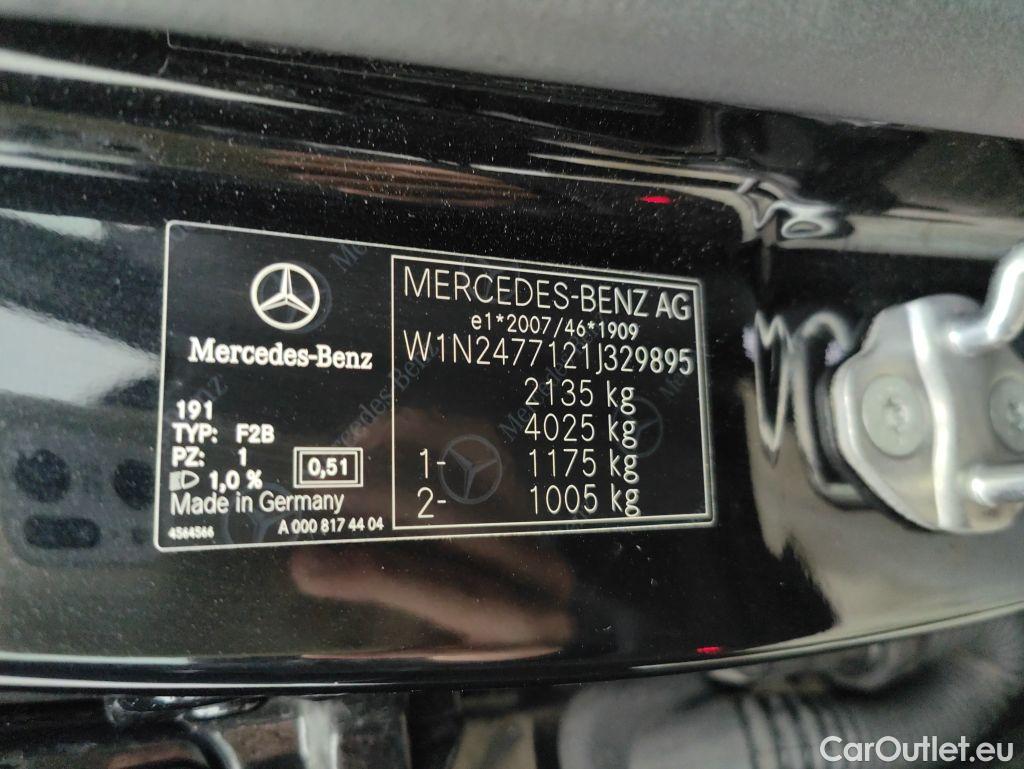 Mercedes-Benz
191
TYP: F2B
PZ: 1
1,0 %
0,51
Made in Germany
4564566
A 000 817 44 04
MERCEDES-BENZ AG
e1*2007/46*1909
W1N2477121J329895
2135 kg
4025 kg
1- 1175 kg
2- 1005 kg
CarOutlet.eu